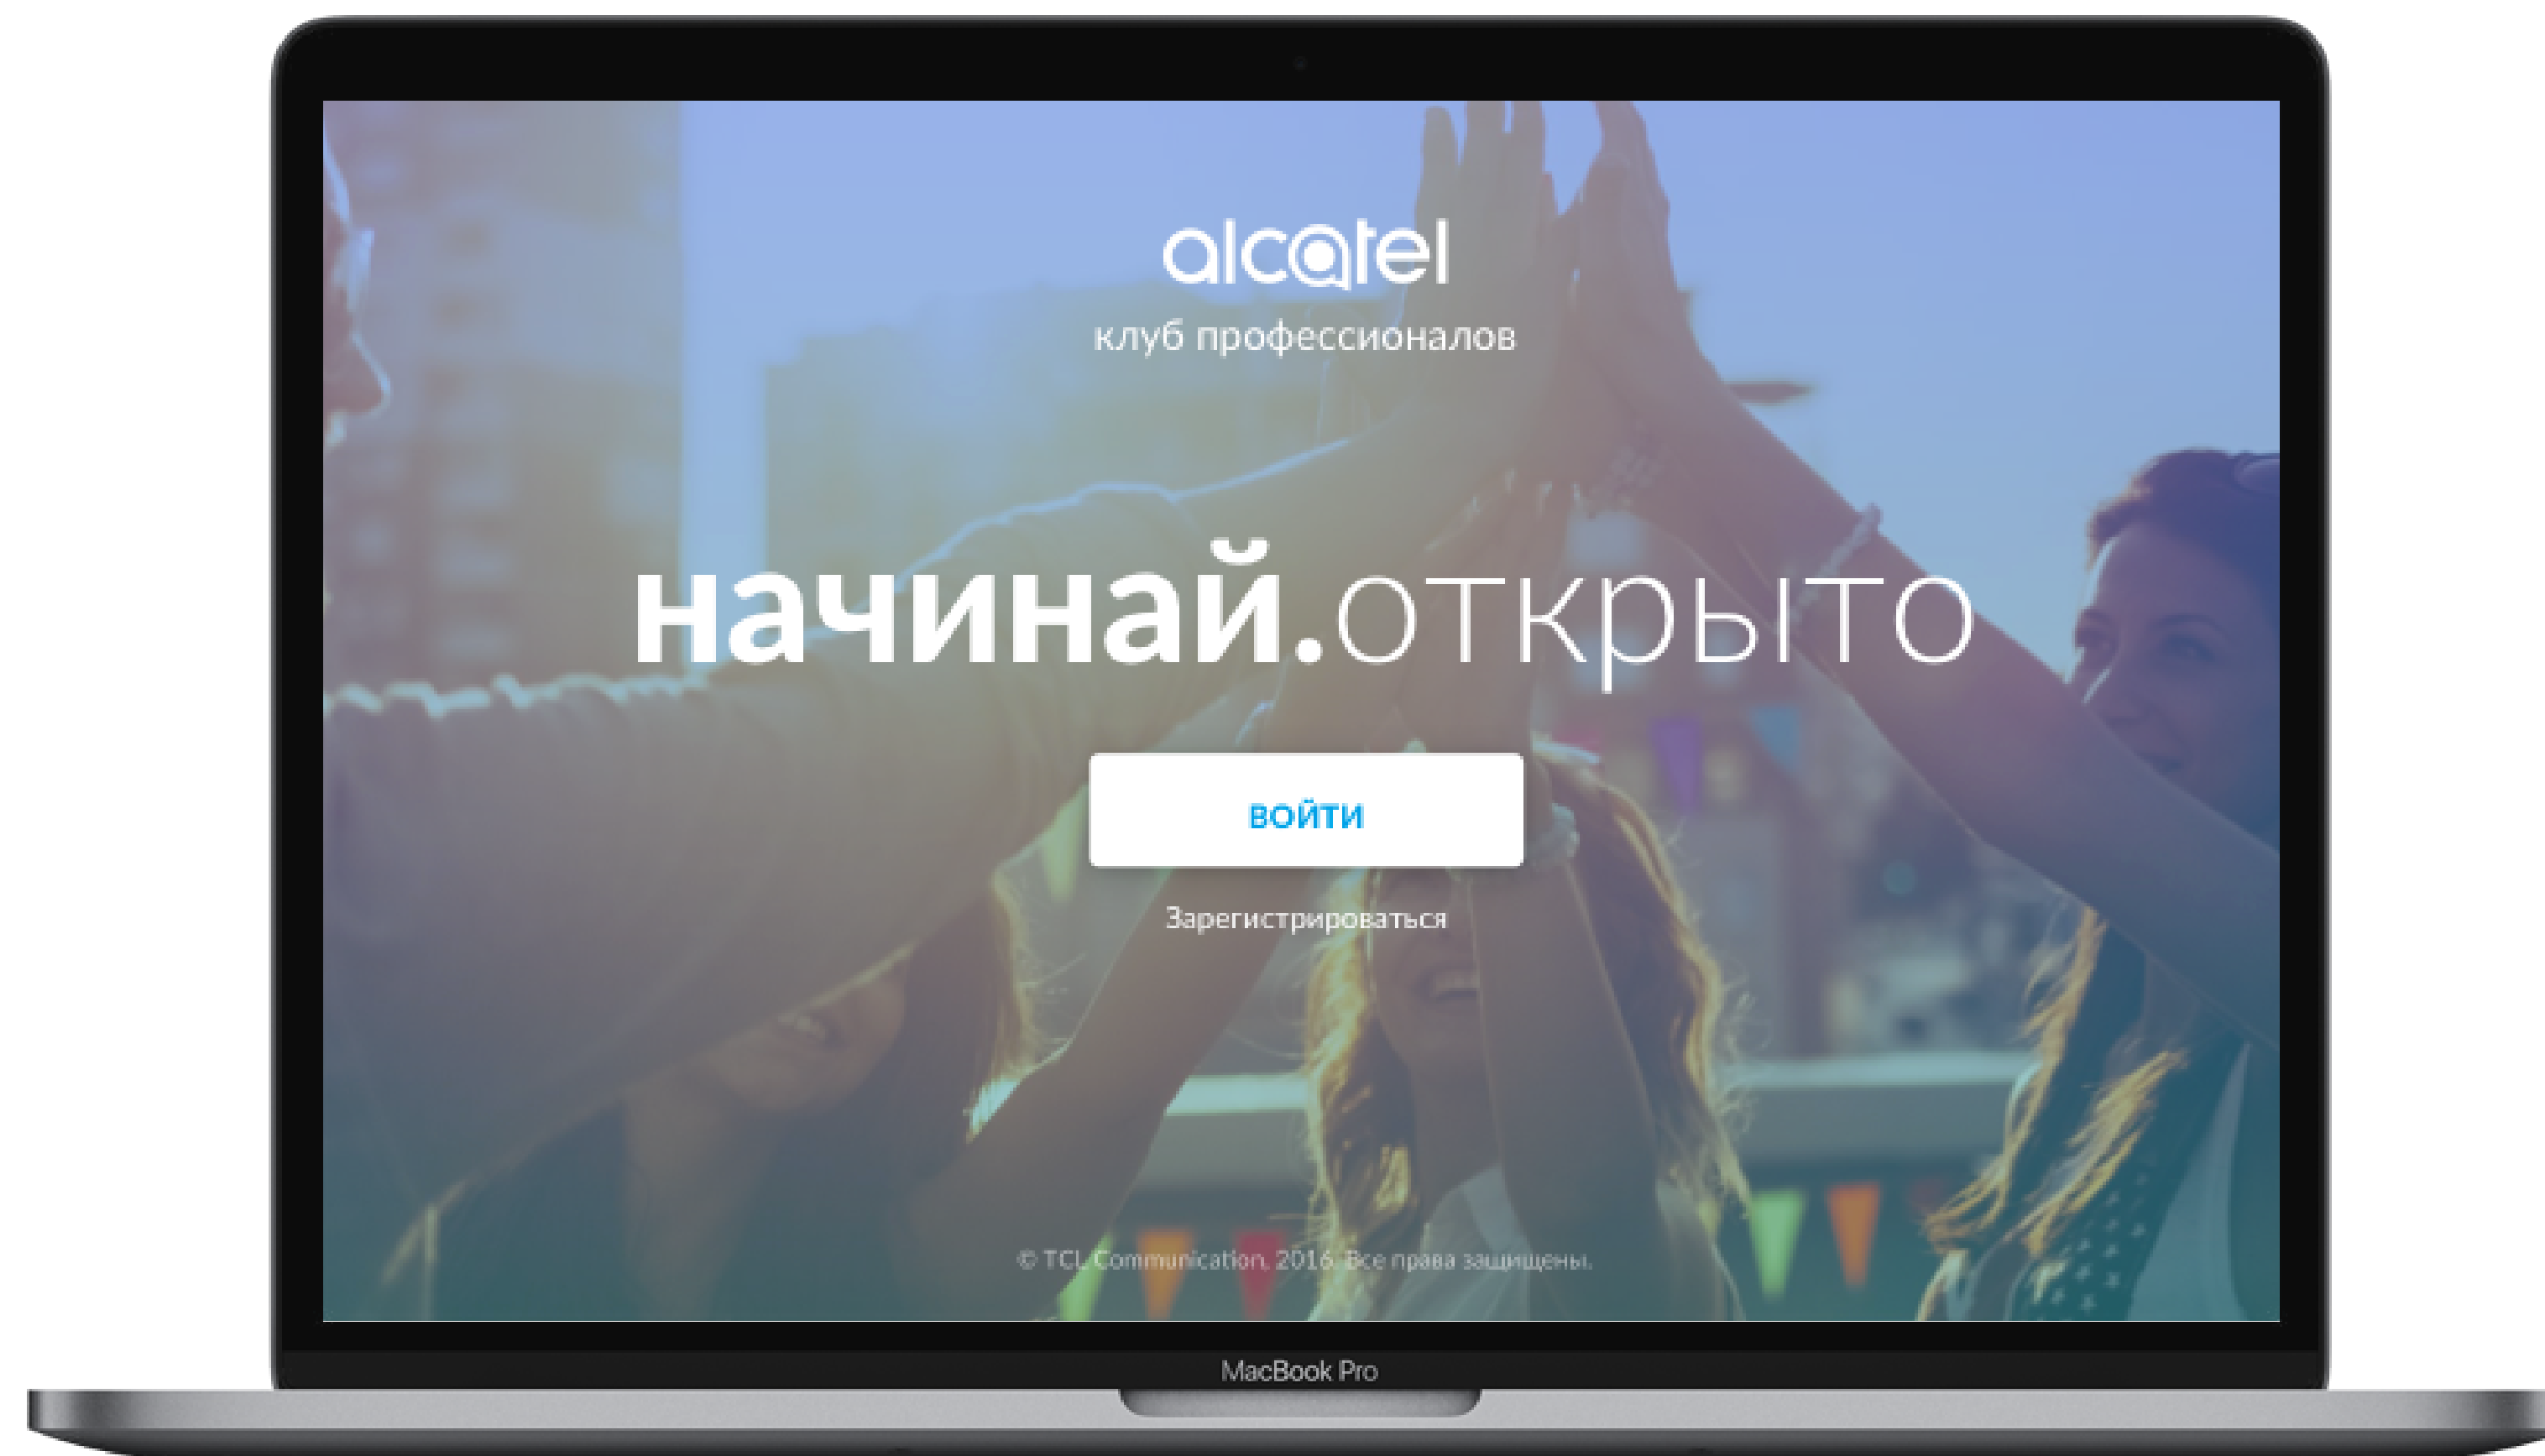 alcatel
клуб профессионалов
начинай.открыто
ВОЙТИ
Зарегистрироваться
© TCL Communication, 2016. Все права защищены.
MacBook Pro